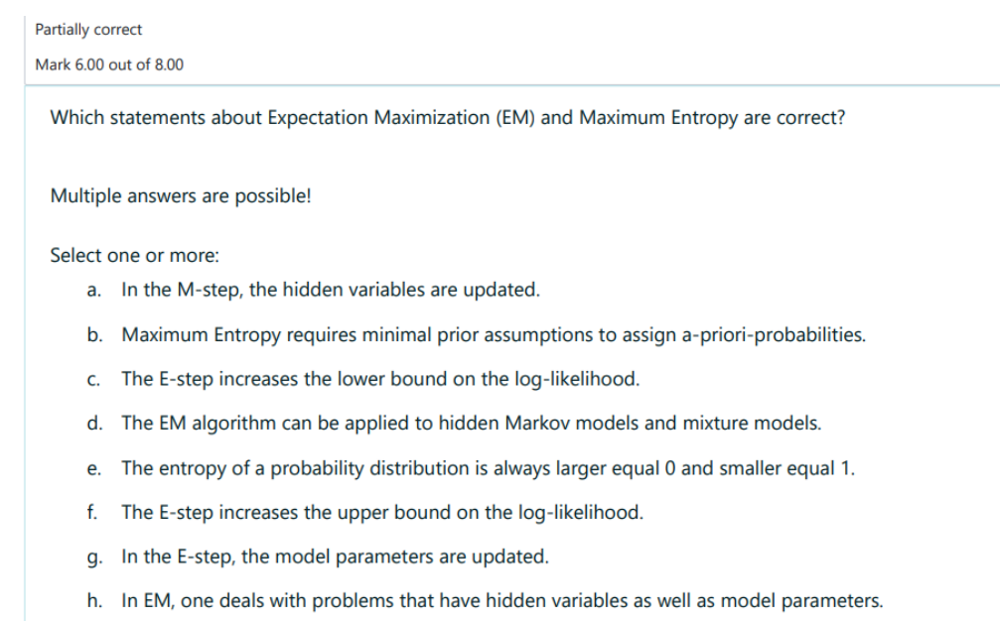 Partially correct
Mark 6.00 out of 8.00
Which statements about Expectation Maximization (EM) and Maximum Entropy are correct?
Multiple answers are possible!
Select one or more:
a. In the M-step, the hidden variables are updated.
b. Maximum Entropy requires minimal prior assumptions to assign a-priori-probabilities.
c. The E-step increases the lower bound on the log-likelihood.
d. The EM algorithm can be applied to hidden Markov models and mixture models.
e. The entropy of a probability distribution is always larger equal 0 and smaller equal 1.
f. The E-step increases the upper bound on the log-likelihood.
g. In the E-step, the model parameters are updated.
h. In EM, one deals with problems that have hidden variables as well as model parameters.